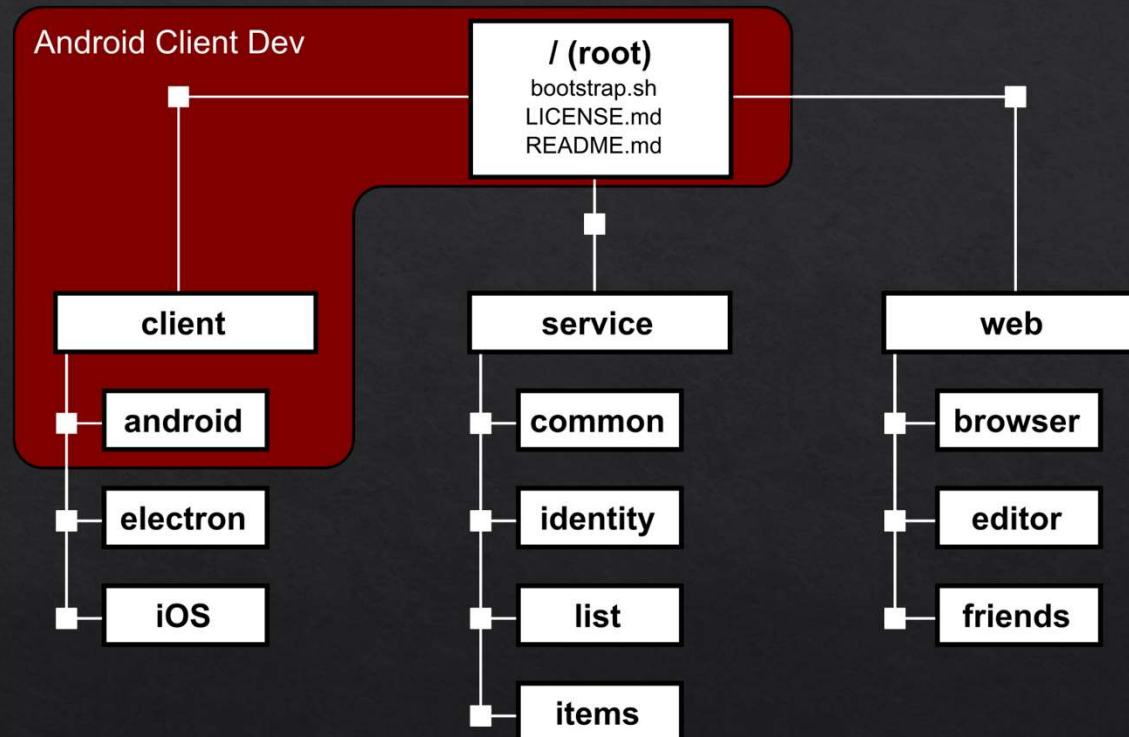 Android Client Dev
/ (root)
bootstrap.sh
LICENSE.md
README.md
client
android
electron
iOS
service
common
identity
list
items
web
browser
editor
friends